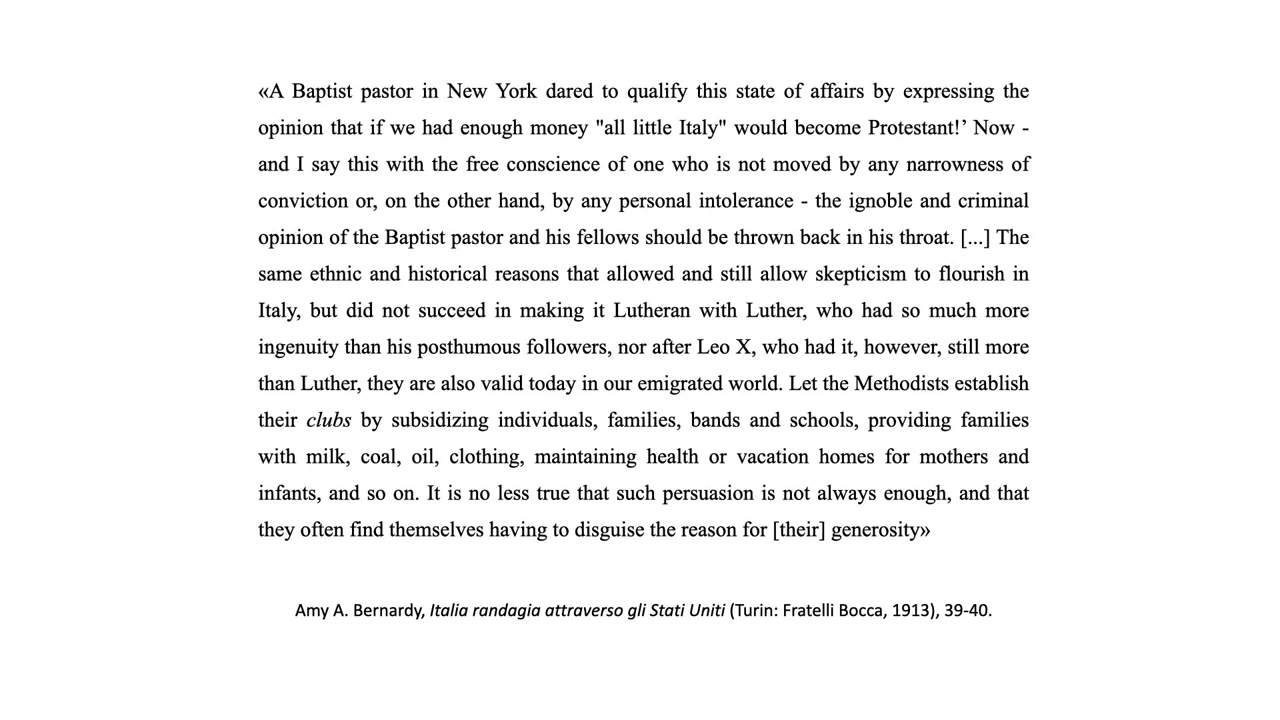 «A Baptist pastor in New York dared to qualify this state of affairs by expressing the
opinion that if we had enough money "all little Italy" would become Protestant!’ Now -
and I say this with the free conscience of one who is not moved by any narrowness of
conviction or, on the other hand, by any personal intolerance - the ignoble and criminal
opinion of the Baptist pastor and his fellows should be thrown back in his throat. [...] The
same ethnic and historical reasons that allowed and still allow skepticism to flourish in
Italy, but did not succeed in making it Lutheran with Luther, who had so much more
ingenuity than his posthumous followers, nor after Leo X, who had it, however, still more
than Luther, they are also valid today in our emigrated world. Let the Methodists establish
their clubs by subsidizing individuals, families, bands and schools, providing families
with milk, coal, oil, clothing, maintaining health or vacation homes for mothers and
infants, and so on. It is no less true that such persuasion is not always enough, and that
they often find themselves having to disguise the reason for [their] generosity»
Amy A. Bernardy, Italia randagia attraverso gli Stati Uniti (Turin: Fratelli Bocca, 1913), 39-40.